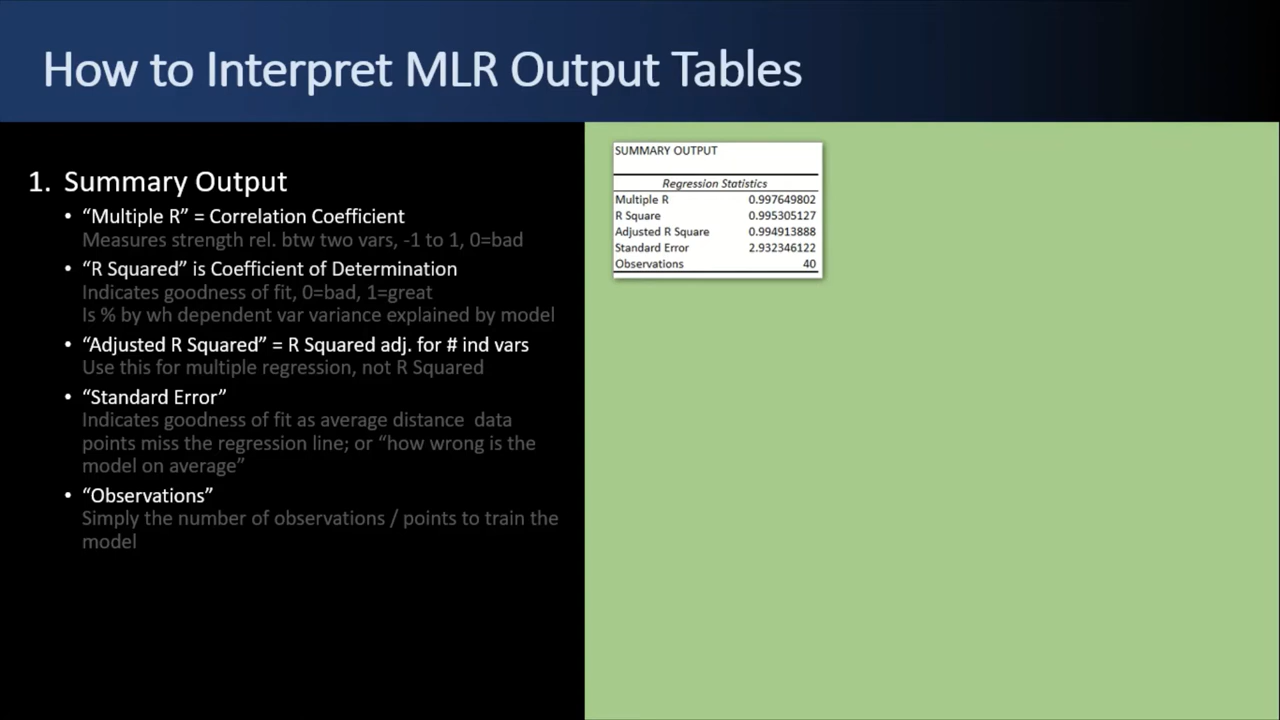 How to Interpret MLR Output Tables
1. Summary Output
• “Multiple R” = Correlation Coefficient
Measures strength rel. btw two vars, -1 to 1, 0=bad
• “R Squared” is Coefficient of Determination
Indicates goodness of fit, 0=bad, 1=great
Is % by wh dependent var variance explained by model
• “Adjusted R Squared” = R Squared adj. for # ind vars
Use this for multiple regression, not R Squared
• “Standard Error”
Indicates goodness of fit as average distance data
points miss the regression line; or “how wrong is the
model on average”
• “Observations”
Simply the number of observations / points to train the
model
SUMMARY OUTPUT
Regression Statistics
Multiple R 0.997649802
R Square 0.995305127
Adjusted R Square 0.994913888
Standard Error 2.932346122
Observations 40